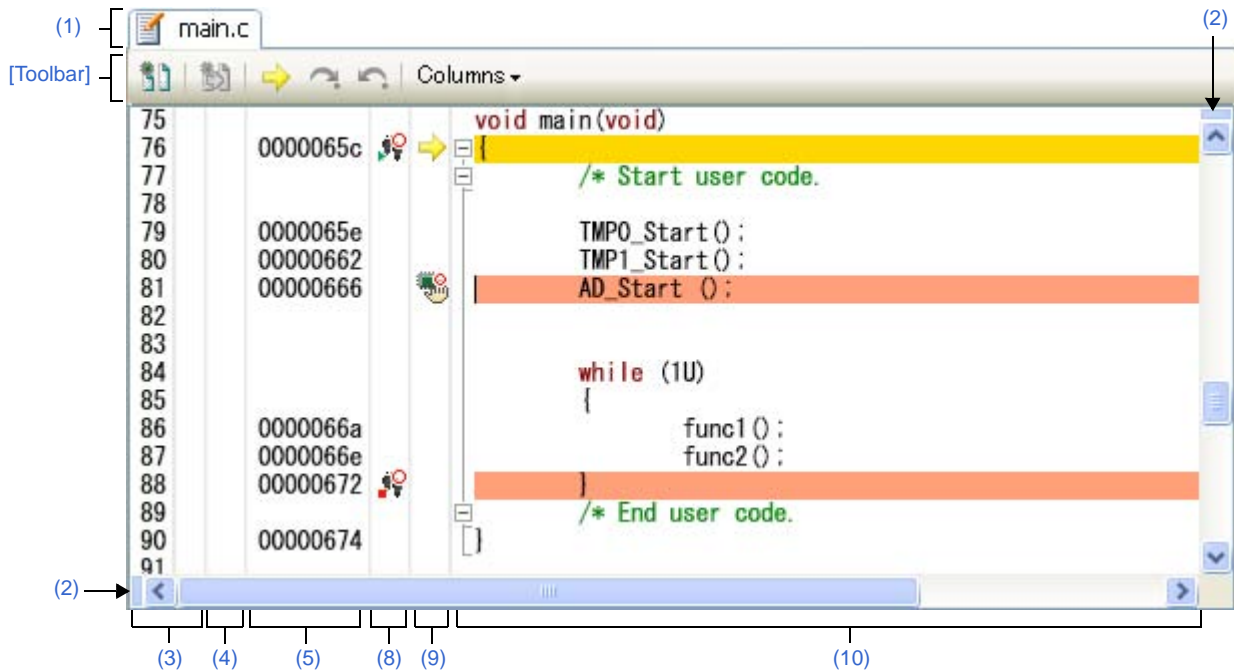 (1)
main.c
(2)
[Toolbar]
Columns
75 void main(void)
76 0000065c {
77 /* Start user code.
78
79 0000065e TMP0_Start();
80 00000662 TMP1_Start();
81 00000666 AD_Start ();
82
83
84 while (1U)
85 {
86 0000066a func1();
87 0000066e func2();
88 00000672 }
89 /* End user code.
90 00000674 }
91
(2)
(3) (4) (5) (8) (9) (10)